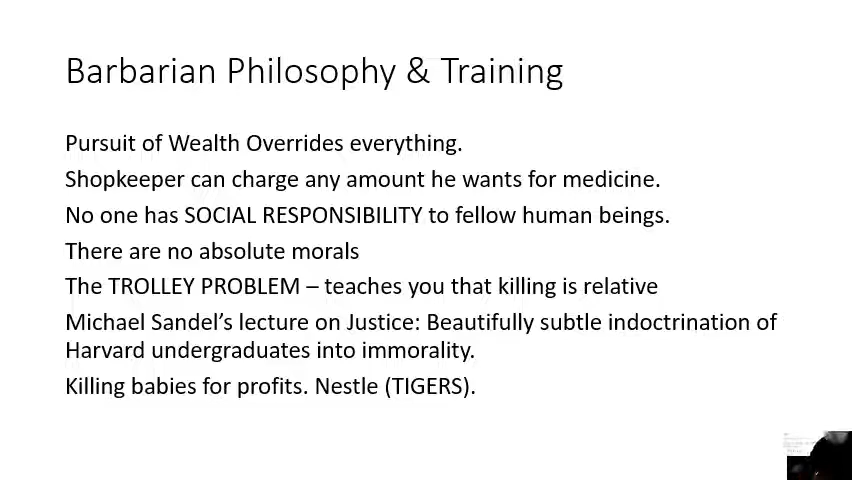 Barbarian Philosophy & Training
Pursuit of Wealth Overrides everything.
Shopkeeper can charge any amount he wants for medicine.
No one has SOCIAL RESPONSIBILITY to fellow human beings.
There are no absolute morals
The TROLLEY PROBLEM – teaches you that killing is relative
Michael Sandel’s lecture on Justice: Beautifully subtle indoctrination of
Harvard undergraduates into immorality.
Killing babies for profits. Nestle (TIGERS).